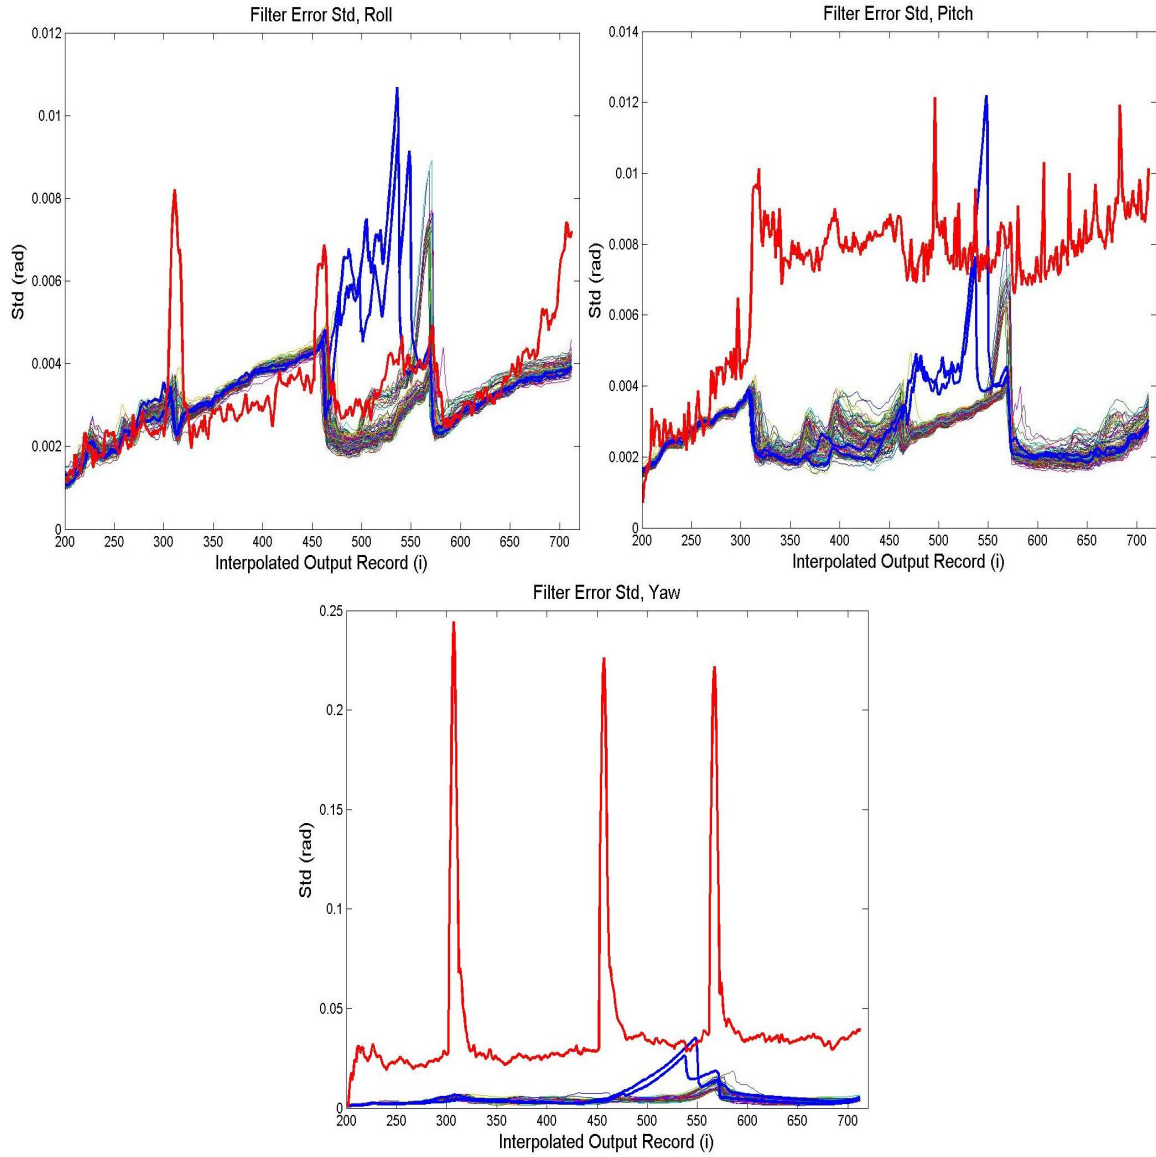 Filter Error Std, Roll
0.012
0.01
0.008
0.006
0.004
0.002
0
Std (rad)
200 250 300 350 400 450 500 550 600 650 700
Interpolated Output Record (i)
Filter Error Std, Pitch
0.014
0.012
0.01
0.008
0.006
0.004
0.002
0
Std (rad)
200 250 300 350 400 450 500 550 600 650 700
Interpolated Output Record (i)
Filter Error Std, Yaw
0.25
0.2
0.15
0.1
0.05
0
Std (rad)
200 250 300 350 400 450 500 550 600 650 700
Interpolated Output Record (i)